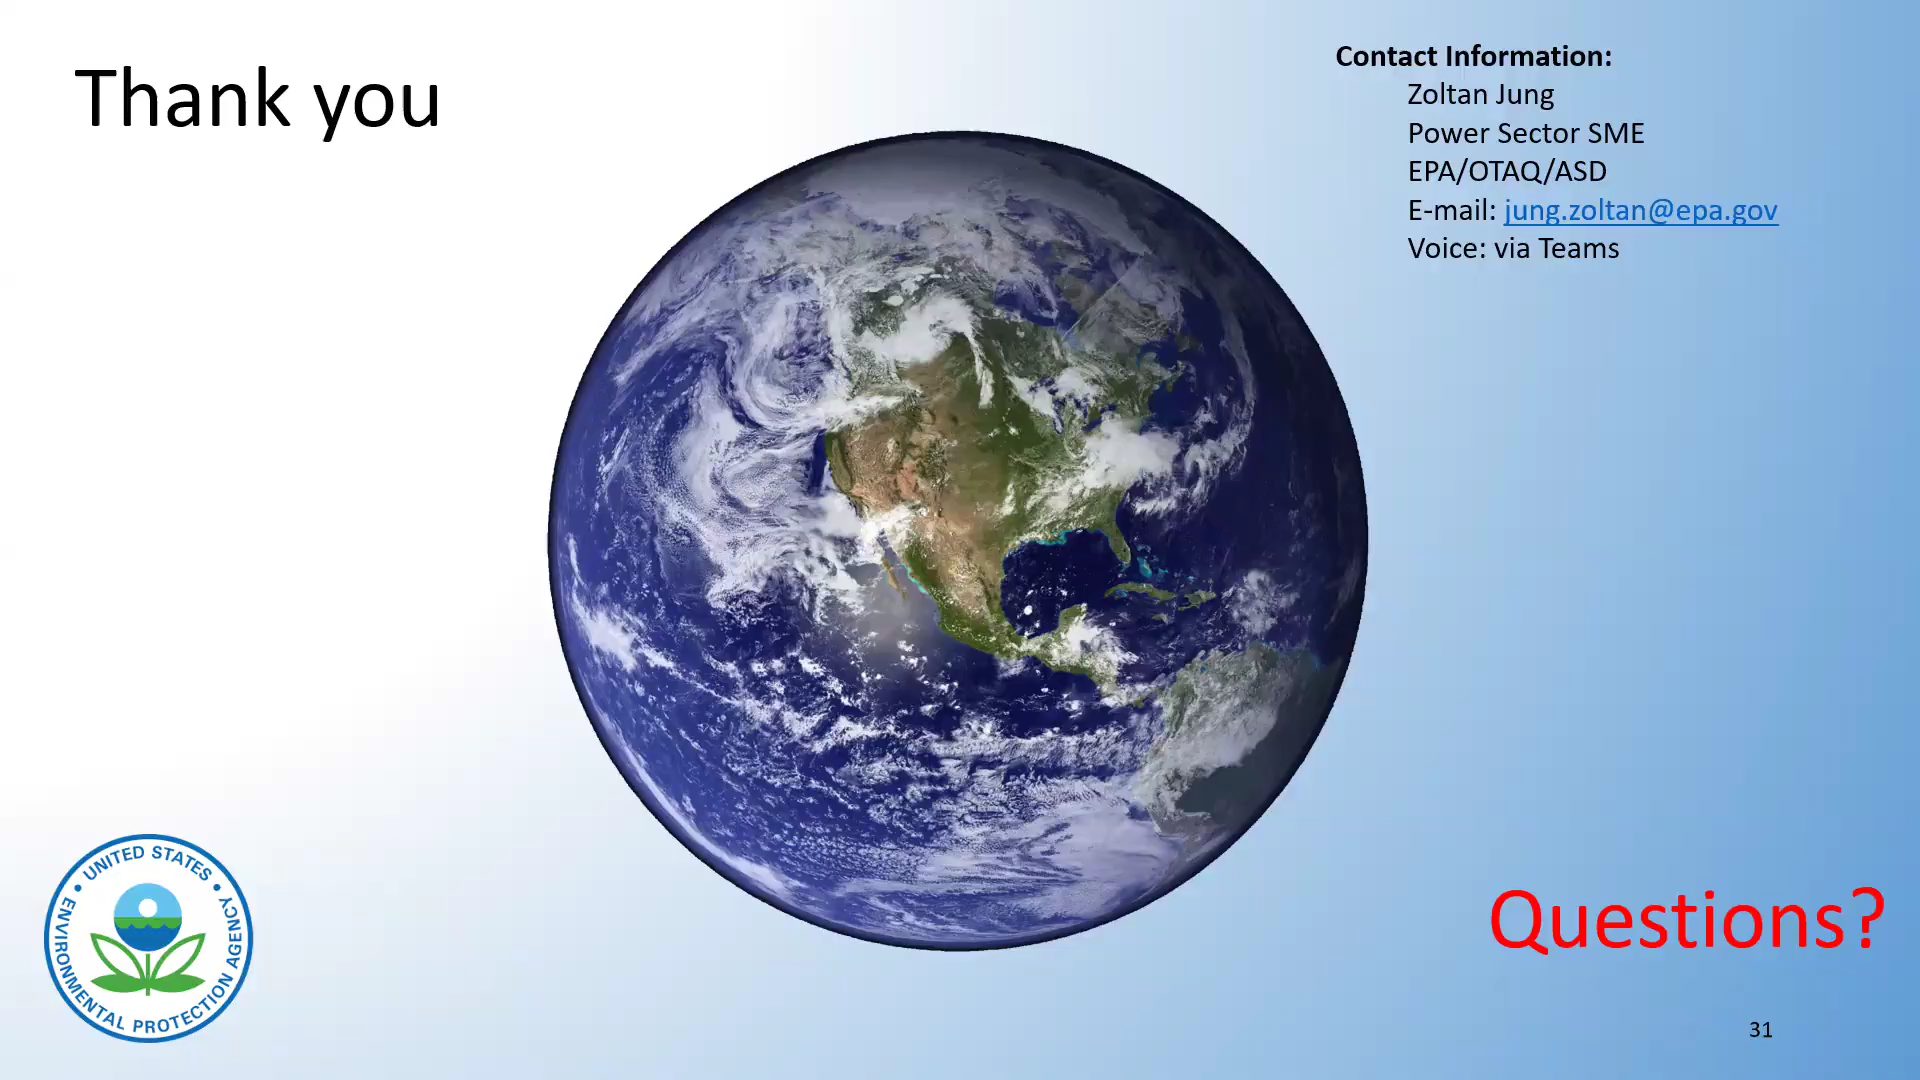 Thank you
Contact Information:
Zoltan Jung
Power Sector SME
EPA/OTAQ/ASD
E-mail: jung.zoltan@epa.gov
Voice: via Teams
UNITED STATES
ENVIRONMENTAL PROTECTION AGENCY
Questions?
31